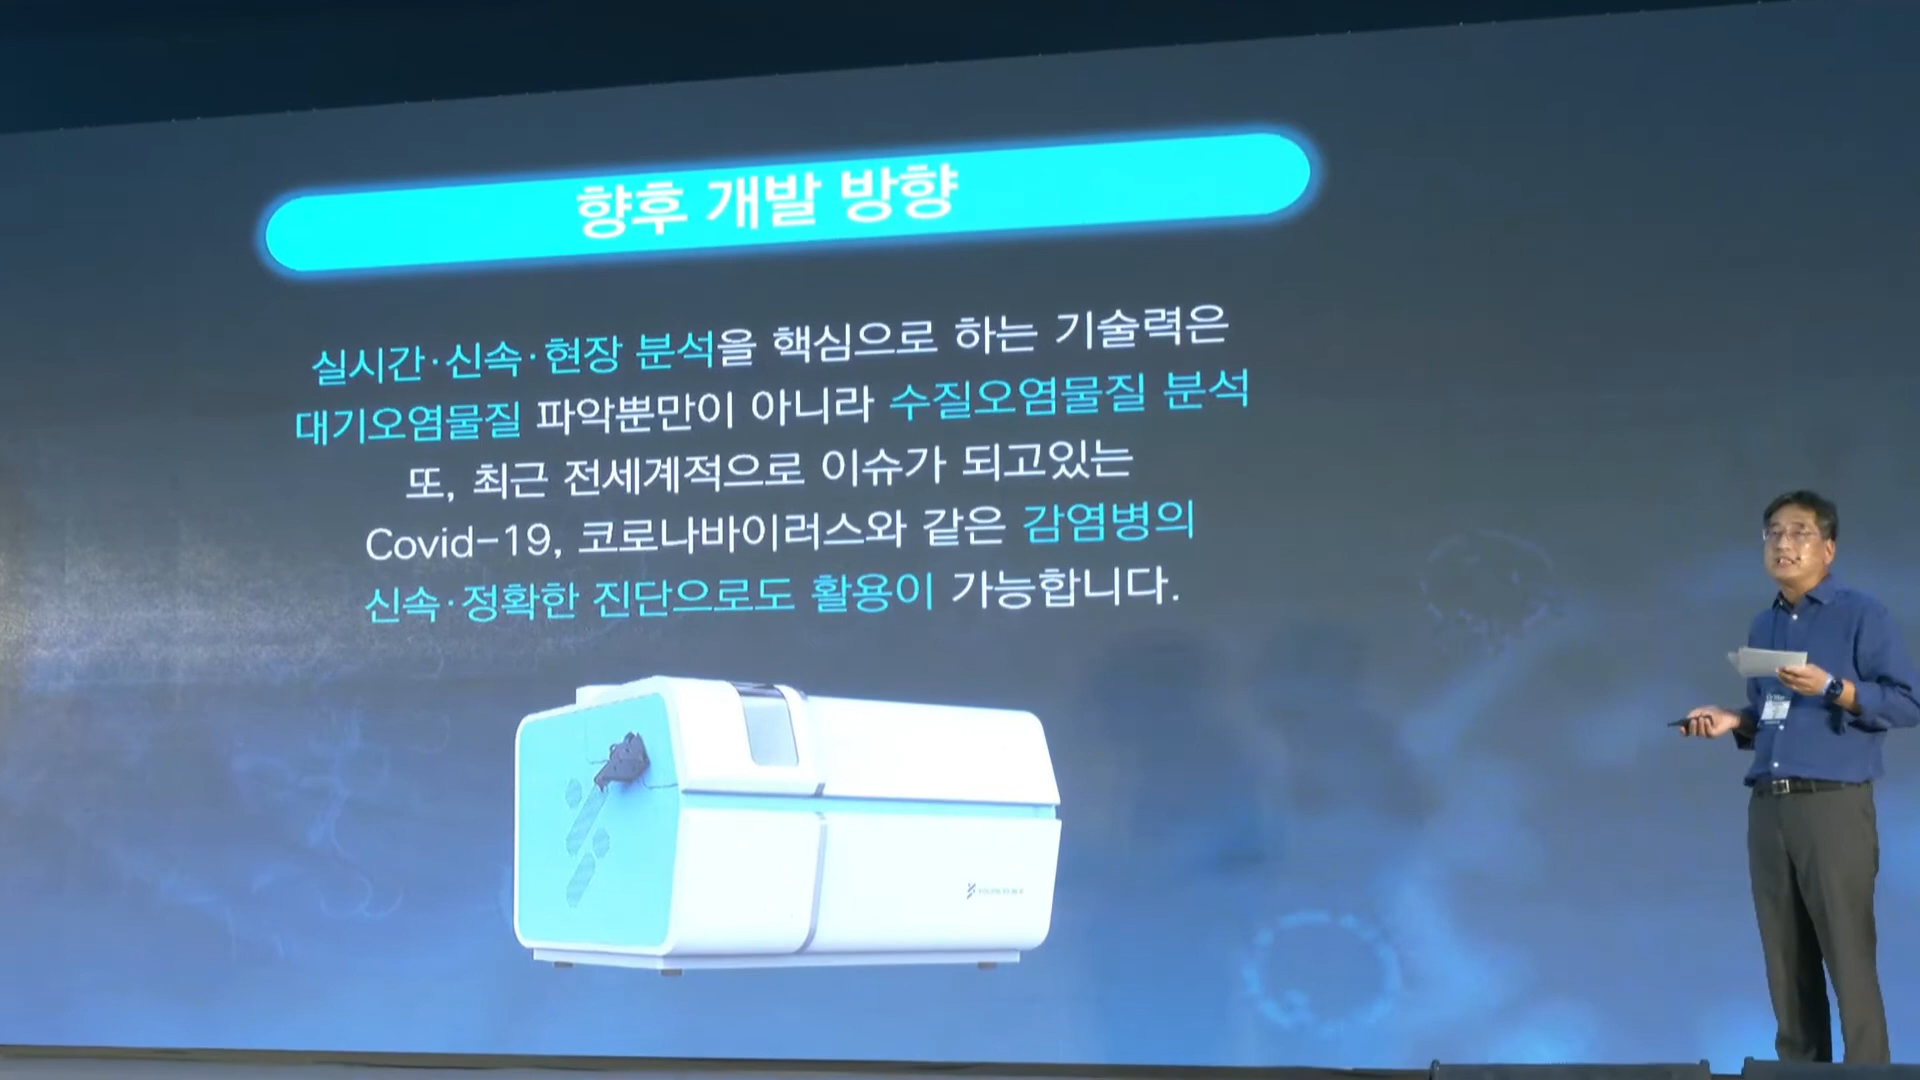 향후 개발 방향
실시간·신속·현장 분석을 핵심으로 하는 기술력은
대기오염물질 파악뿐만이 아니라 수질오염물질 분석
또, 최근 전세계적으로 이슈가 되고있는
Covid-19, 코로나바이러스와 같은 감염병의
신속·정확한 진단으로도 활용이 가능합니다.